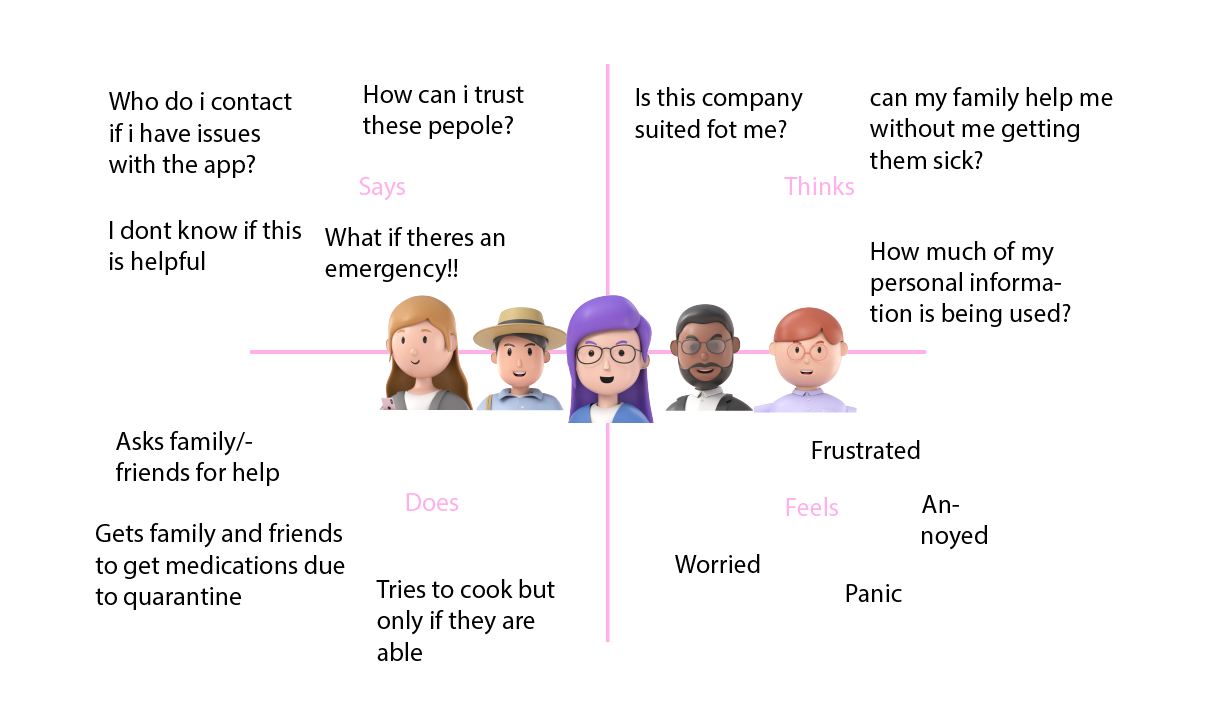 Who do i contact
if i have issues
with the app?
How can i trust
these pepole?
Says
I dont know if this
is helpful
What if theres an
emergency!!
Is this company
suited fot me?
can my family help me
without me getting
them sick?
Thinks
How much of my
personal informa-
tion is being used?
Asks family/-
friends for help
Does
Gets family and friends
to get medications due
to quarantine
Tries to cook but
only if they are
able
Frustrated
Feels
An-
noyed
Worried
Panic